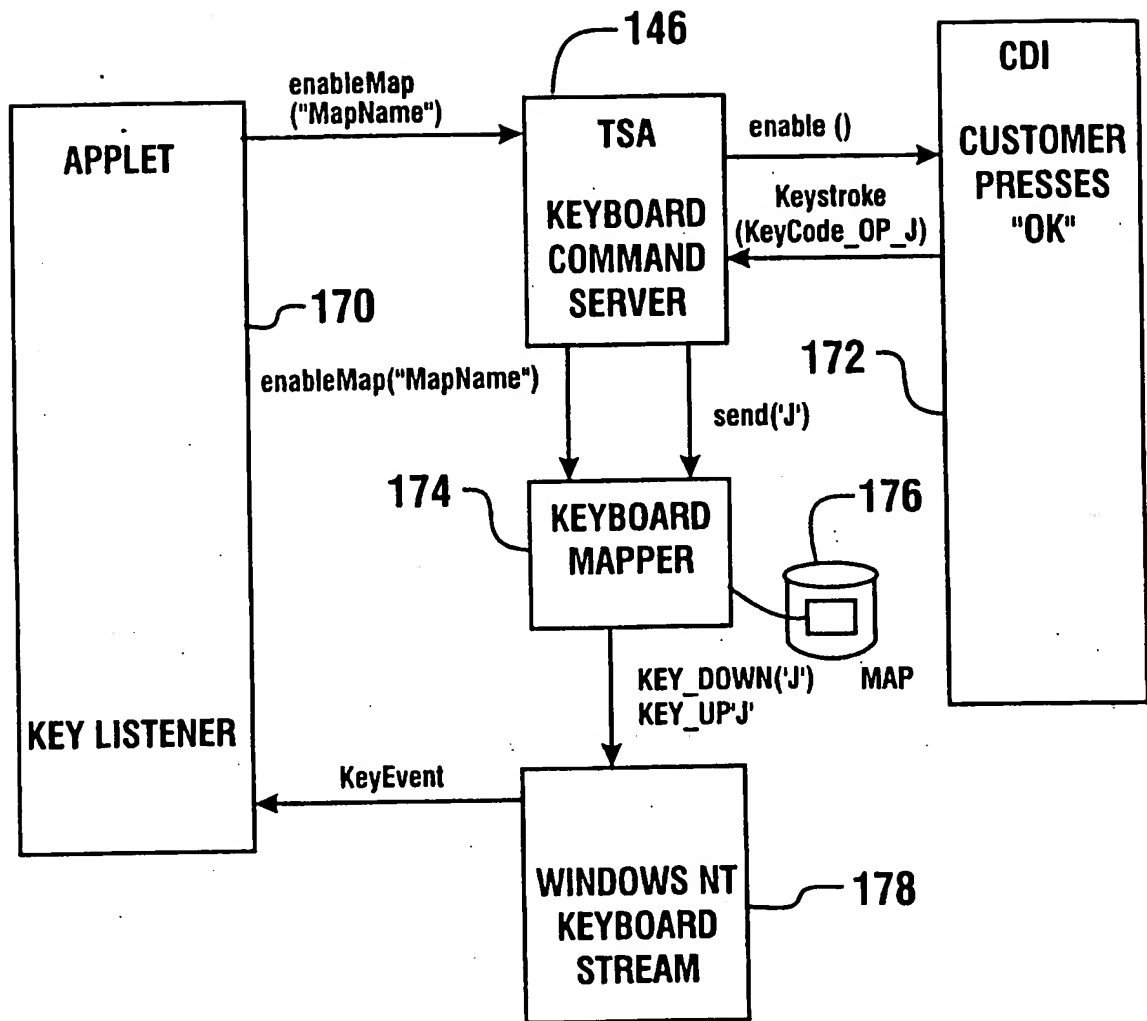 146
enableMap
("MapName")
APPLET
TSA
KEYBOARD
COMMAND
SERVER
enable ()
Keystroke
(KeyCode_OP_J)
CDI
CUSTOMER
PRESSES
"OK"
170
172
enableMap("MapName")
send('J')
174
KEYBOARD
MAPPER
176
MAP
KEY_DOWN('J')
KEY_UP'J'
KEY LISTENER
KeyEvent
WINDOWS NT
KEYBOARD
STREAM
178